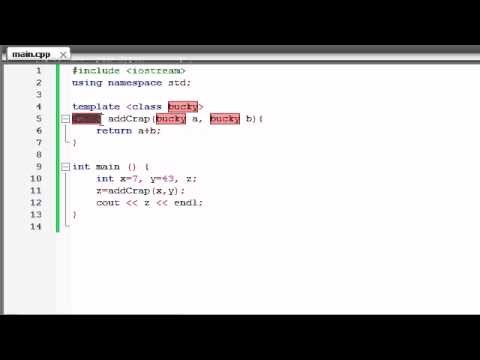 main.cpp
1 #include <iostream>
2 using namespace std;
3
4 template <class bucky>
5 bucky addCrap(bucky a, bucky b){
6 return a+b;
7 }
8
9 int main () {
10 int x=7, y=43, z;
11 z=addCrap(x,y);
12 cout << z << endl;
13 }
14